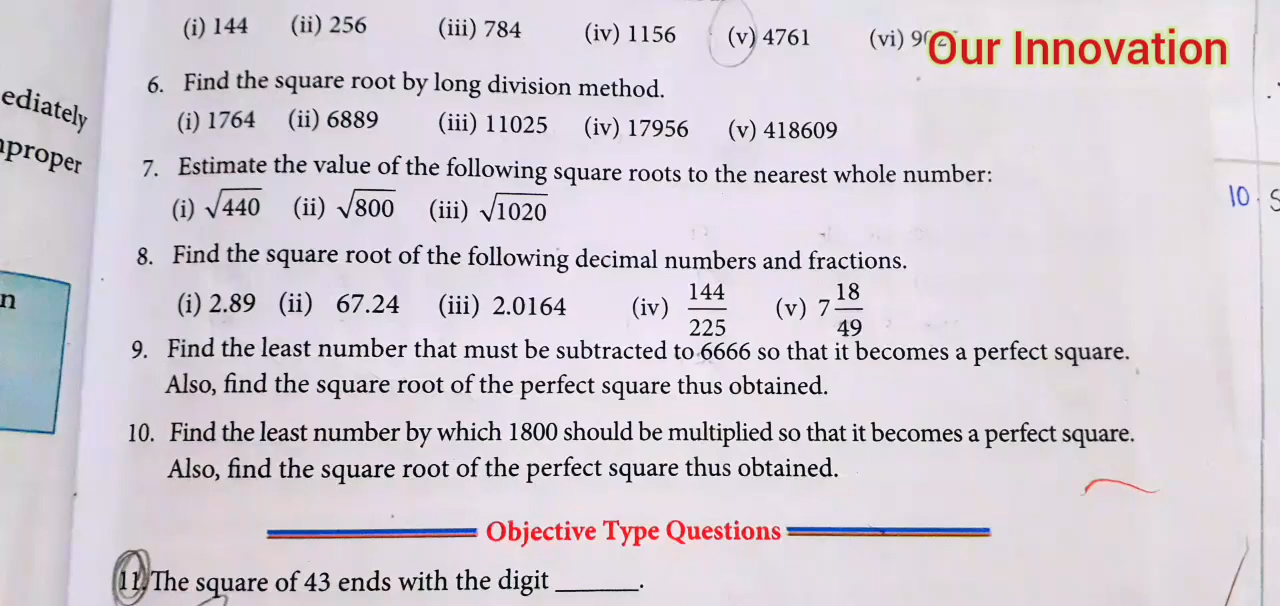 (i) 144 (ii) 256 (iii) 784 (iv) 1156 (v) 4761 (vi)
Our Innovation
6. Find the square root by long division method.
(i) 1764 (ii) 6889 (iii) 11025 (iv) 17956 (v) 418609
7. Estimate the value of the following square roots to the nearest whole number:
(i) √440 (ii) √800 (iii) √1020
8. Find the square root of the following decimal numbers and fractions.
(i) 2.89 (ii) 67.24 (iii) 2.0164 (iv) 144/225 (v) 7 18/49
9. Find the least number that must be subtracted to 6666 so that it becomes a perfect square.
Also, find the square root of the perfect square thus obtained.
10. Find the least number by which 1800 should be multiplied so that it becomes a perfect square.
Also, find the square root of the perfect square thus obtained.
Objective Type Questions
11. The square of 43 ends with the digit ______.
ediately
proper
n
10. S